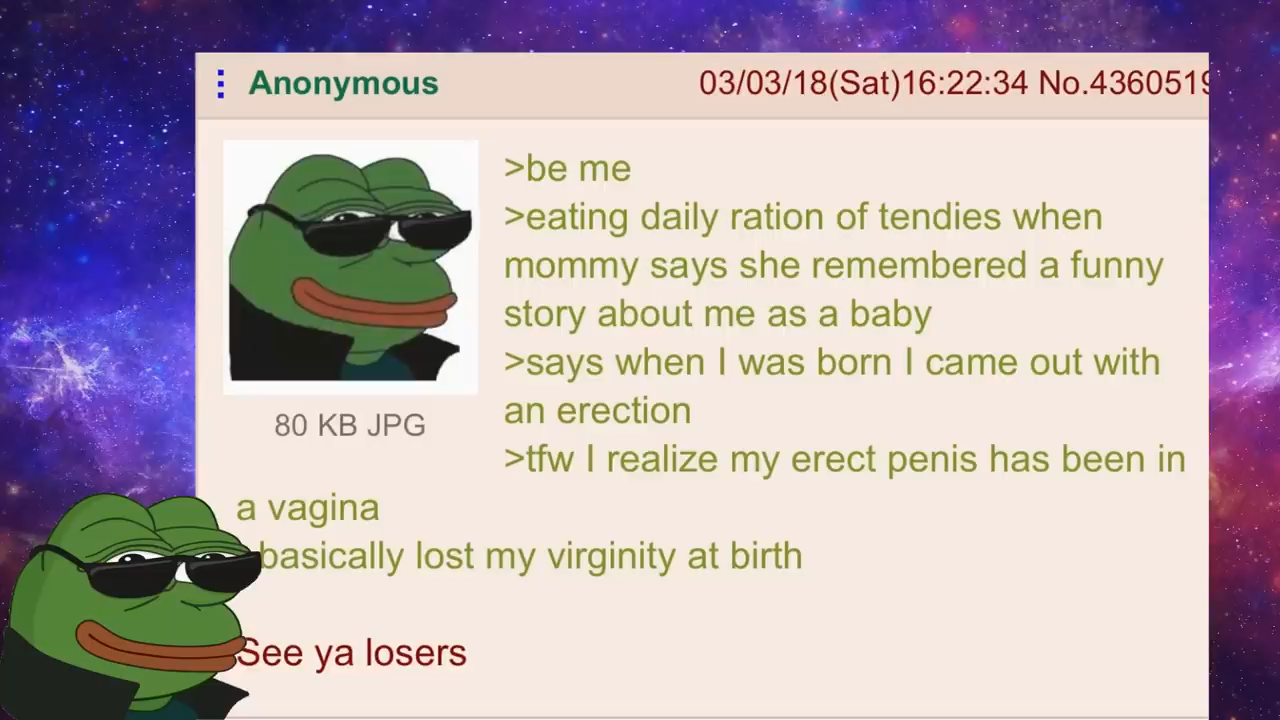 Anonymous 03/03/18(Sat)16:22:34 No.4360519
>be me
>eating daily ration of tendies when
mommy says she remembered a funny
story about me as a baby
>says when I was born I came out with
an erection
80 KB JPG
>tfw I realize my erect penis has been in
a vagina
basically lost my virginity at birth
See ya losers